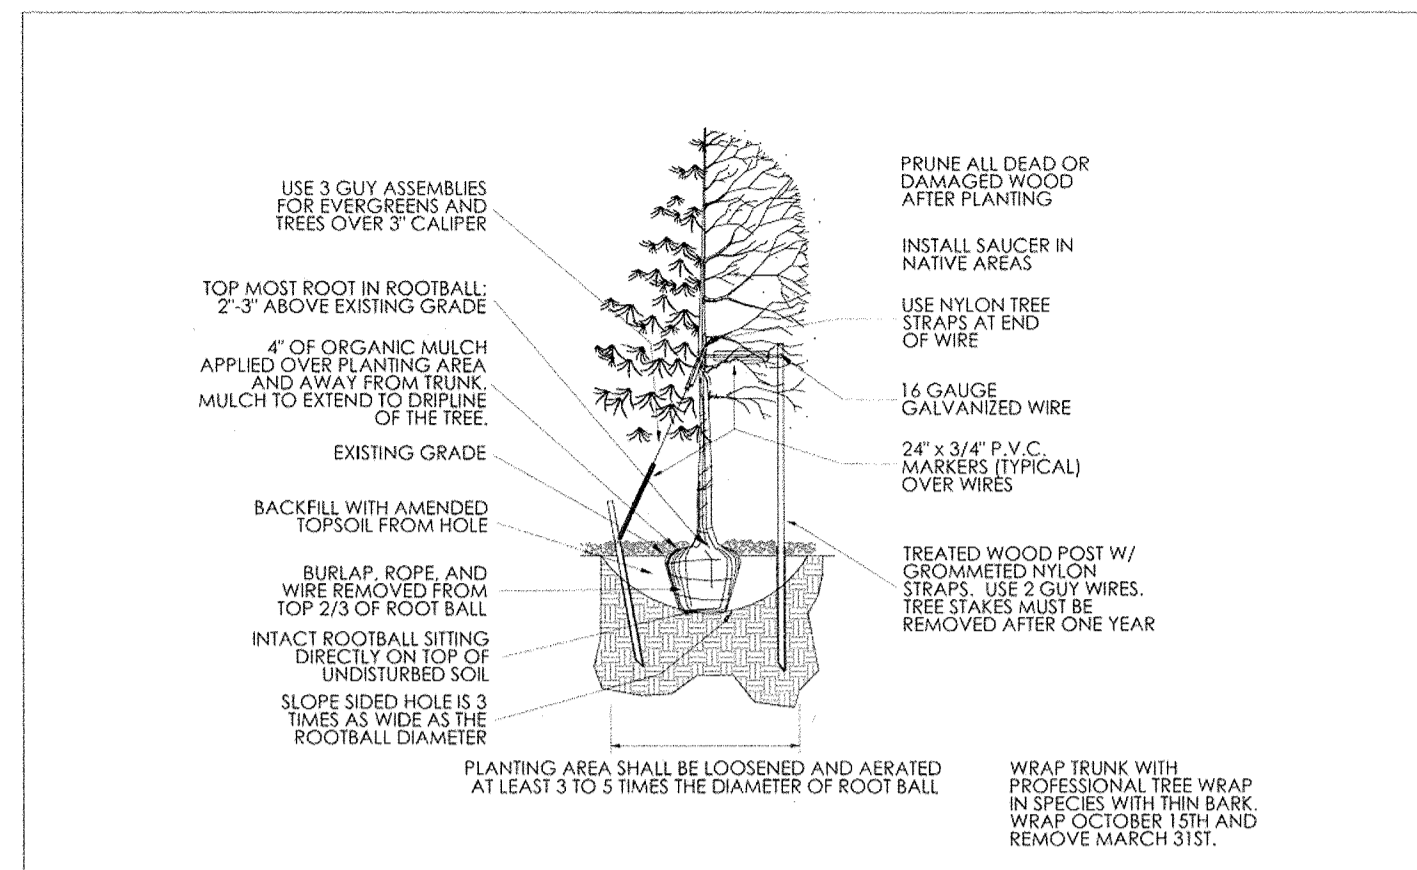 USE 3 GUY ASSEMBLIES
FOR EVERGREENS AND
TREES OVER 3" CALIPER
TOP MOST ROOT IN ROOTBALL:
2"-3" ABOVE EXISTING GRADE
4" OF ORGANIC MULCH
APPLIED OVER PLANTING AREA
AND AWAY FROM TRUNK.
MULCH TO EXTEND TO DRIPLINE
OF THE TREE.
EXISTING GRADE
BACKFILL WITH AMENDED
TOPSOIL FROM HOLE
BURLAP, ROPE, AND
WIRE REMOVED FROM
TOP 2/3 OF ROOT BALL
INTACT ROOTBALL SITTING
DIRECTLY ON TOP OF
UNDISTURBED SOIL
SLOPE SIDED HOLE IS 3
TIMES AS WIDE AS THE
ROOTBALL DIAMETER
PRUNE ALL DEAD OR
DAMAGED WOOD
AFTER PLANTING
INSTALL SAUCER IN
NATIVE AREAS
USE NYLON TREE
STRAPS AT END
OF WIRE
16 GAUGE
GALVANIZED WIRE
24" x 3/4" P.V.C.
MARKERS (TYPICAL)
OVER WIRES
TREATED WOOD POST W/
GROMMETED NYLON
STRAPS. USE 2 GUY WIRES.
TREE STAKES MUST BE
REMOVED AFTER ONE YEAR
PLANTING AREA SHALL BE LOOSENED AND AERATED
AT LEAST 3 TO 5 TIMES THE DIAMETER OF ROOT BALL
WRAP TRUNK WITH
PROFESSIONAL TREE WRAP
IN SPECIES WITH THIN BARK.
WRAP OCTOBER 15TH AND
REMOVE MARCH 31ST.